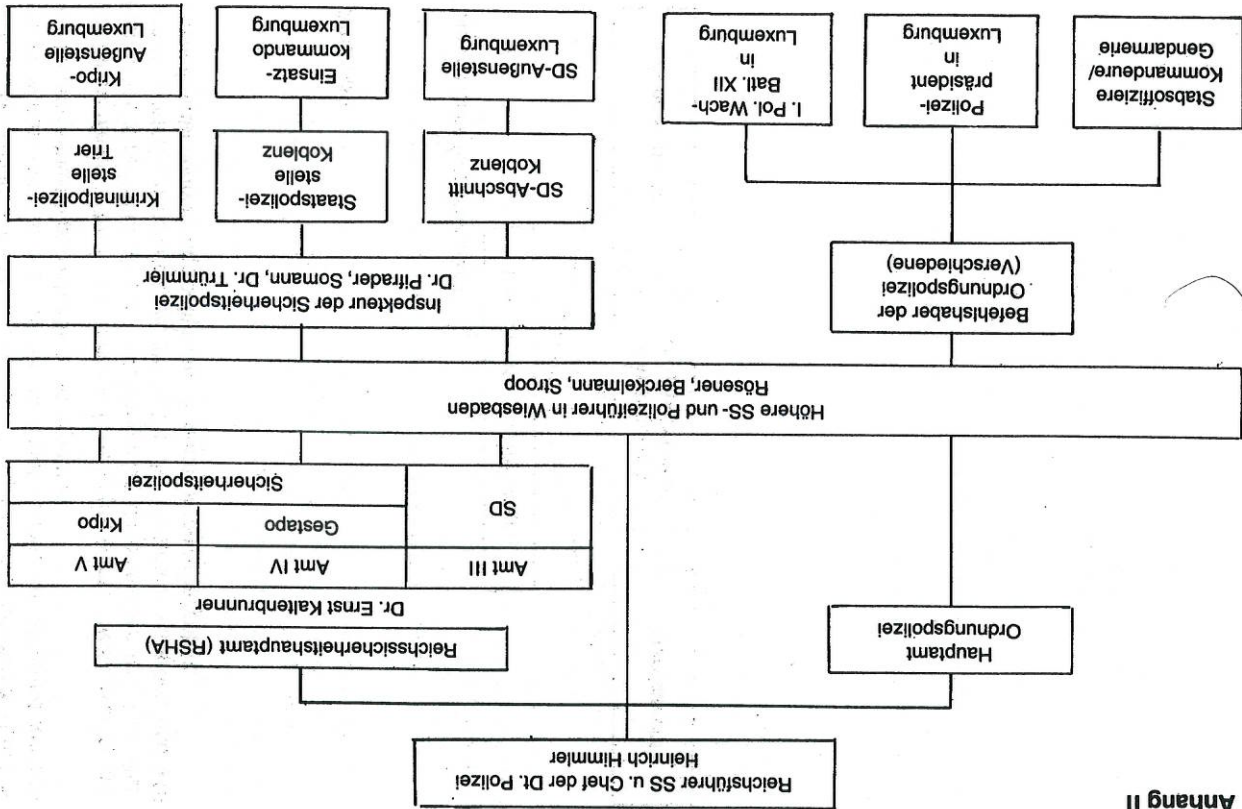 Anhang II
Reichsführer SS u. Chef der Dt. Polizei
Heinrich Himmler
Hauptamt
Ordnungspolizei
Reichssicherheitshauptamt (RSHA)
Dr. Ernst Kaltenbrunner
Amt III
Amt IV
Amt V
SD
Gestapo
Kripo
Sicherheitspolizei
Höhere SS- und Polizeiführer in Wiesbaden
Rösener, Berckelmann, Stroop
Befehlshaber der
Ordnungspolizei
(Verschiedene)
Inspekteur der Sicherheitspolizei
Dr. Pifrader, Somann, Dr. Trümmler
SD-Abschnitt
Koblenz
Staatspolizei-
stelle
Koblenz
Kriminalpolizei-
stelle
Trier
Stabsoffiziere
Kommandeure/
Gendarmerie
Polizei-
präsident
in
Luxemburg
I. Pol. Wach-
Batl. XII
in
Luxemburg
SD-Außenstelle
Luxemburg
Einsatz-
kommando
Luxemburg
Kripo-
Außenstelle
Luxemburg